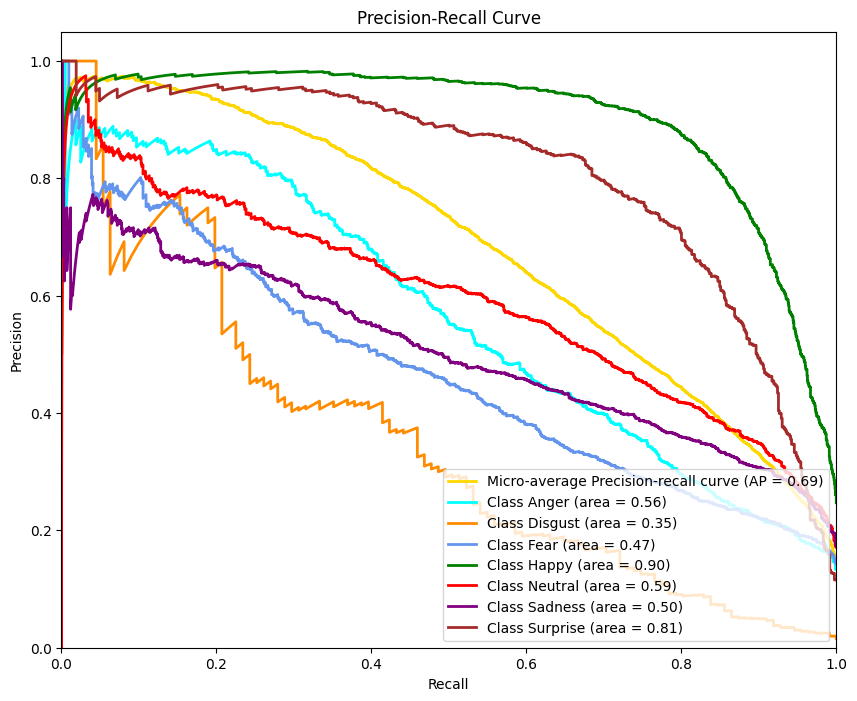 Precision-Recall Curve
1.0
0.8
0.6
0.4
0.2
0.0
Precision
0.0 0.2 0.4 0.6 0.8 1.0
Recall
Micro-average Precision-recall curve (AP = 0.69)
Class Anger (area = 0.56)
Class Disgust (area = 0.35)
Class Fear (area = 0.47)
Class Happy (area = 0.90)
Class Neutral (area = 0.59)
Class Sadness (area = 0.50)
Class Surprise (area = 0.81)